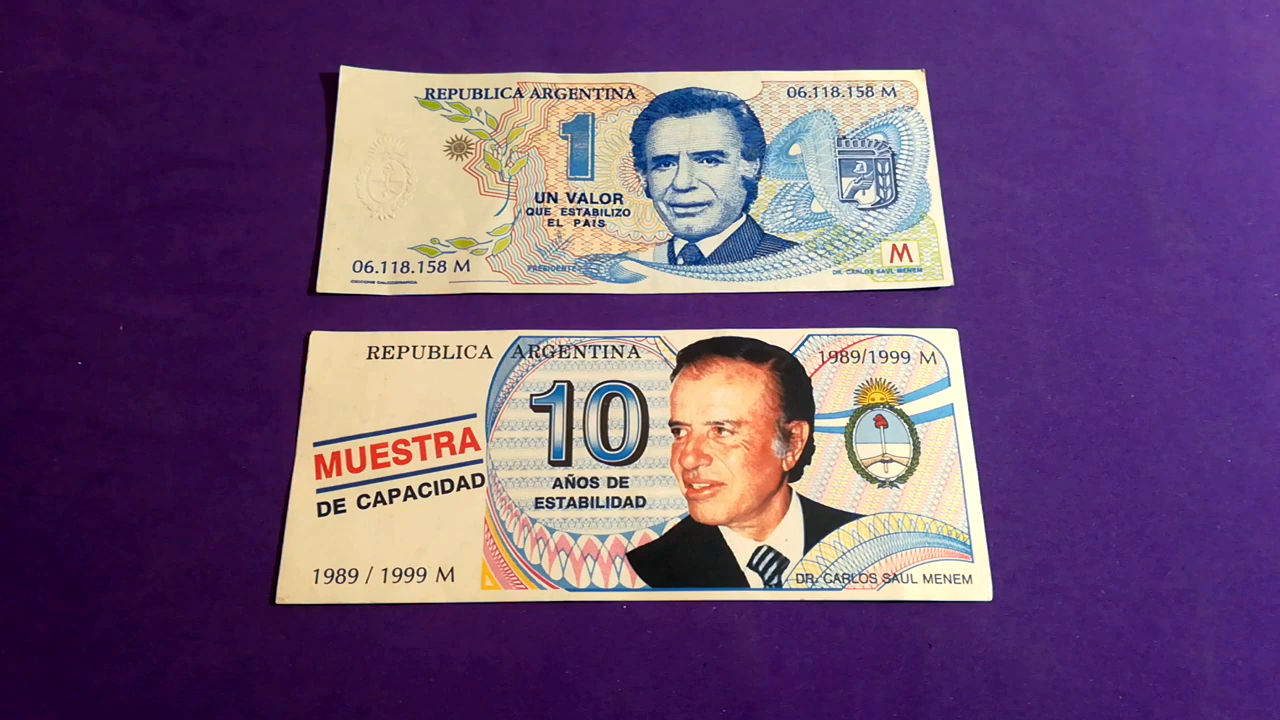 REPUBLICA ARGENTINA
06.118.158 M
1
UN VALOR
QUE ESTABILIZO
EL PAIS
M
06.118.158 M
PRESIDENTE
DR. CARLOS SAUL MENEM
REPUBLICA ARGENTINA
1989/1999 M
10
MUESTRA
DE CAPACIDAD
AÑOS DE
ESTABILIDAD
1989 / 1999 M
DR. CARLOS SAUL MENEM